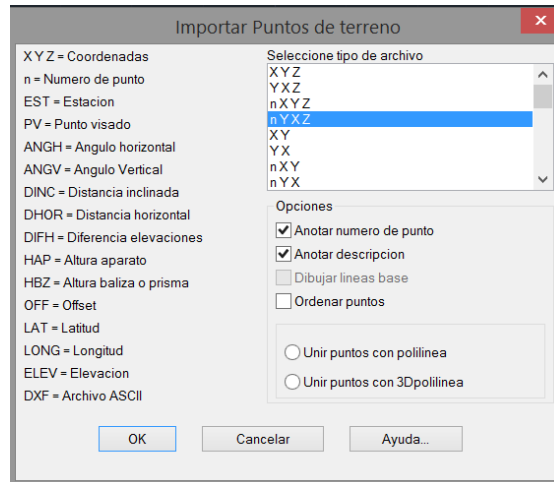 Importar Puntos de terreno
x
X Y Z = Coordenadas
n = Numero de punto
EST = Estacion
PV = Punto visado
ANGH = Angulo horizontal
ANGV = Angulo Vertical
DINC = Distancia inclinada
DHOR = Distancia horizontal
DIFH = Diferencia elevaciones
HAP = Altura aparato
HBZ = Altura baliza o prisma
OFF = Offset
LAT = Latitud
LONG = Longitud
ELEV = Elevacion
DXF = Archivo ASCII
Seleccione tipo de archivo
X Y Z
Y X Z
n X Y Z
n Y X Z
X Y
Y X
n X Y
n Y X
Opciones
Anotar numero de punto
Anotar descripcion
Dibujar lineas base
Ordenar puntos
Unir puntos con polilinea
Unir puntos con 3Dpolilinea
OK
Cancelar
Ayuda...